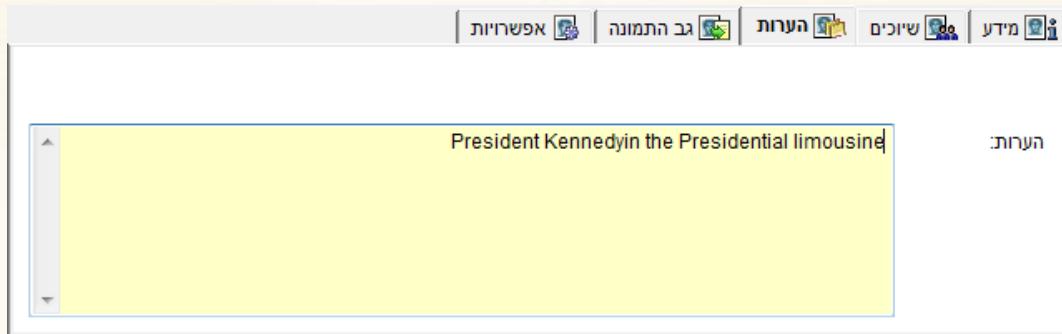 מידע שיוכים הערות גב התמונה אפשרויות
הערות:
President Kennedyin the Presidential limousine